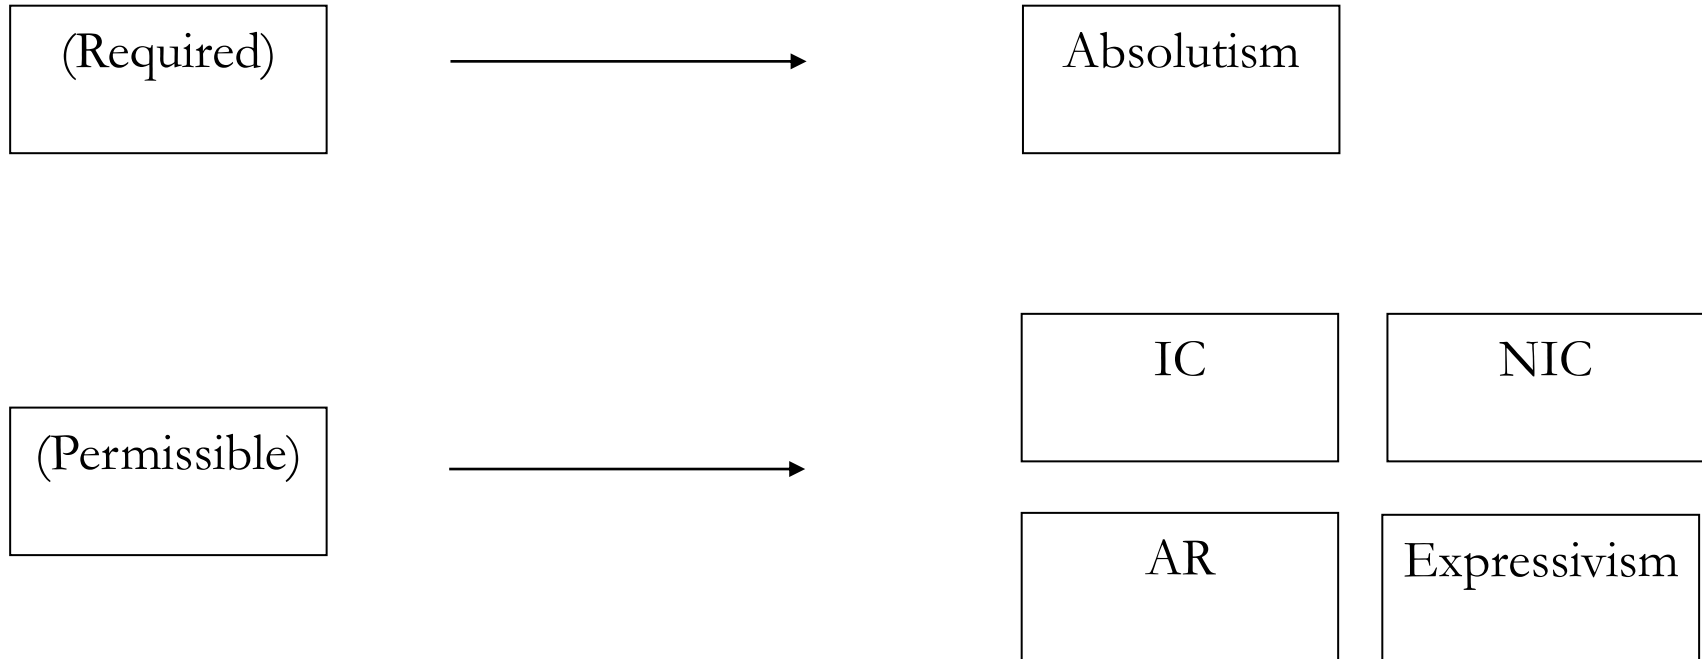 (Required)
Absolutism
IC
NIC
(Permissible)
AR
Expressivism